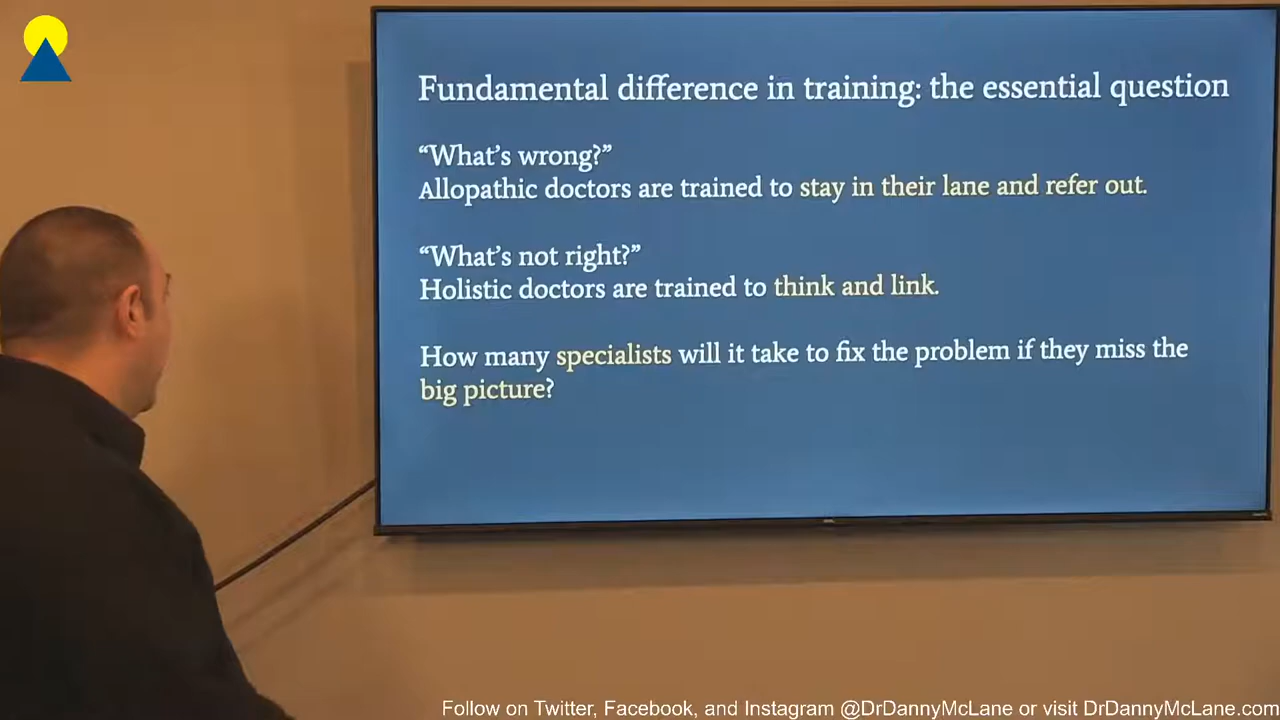 Fundamental difference in training: the essential question
“What’s wrong?”
Allopathic doctors are trained to stay in their lane and refer out.
“What’s not right?”
Holistic doctors are trained to think and link.
How many specialists will it take to fix the problem if they miss the
big picture?
Follow on Twitter, Facebook, and Instagram @DrDannyMcLane or visit DrDannyMcLane.com